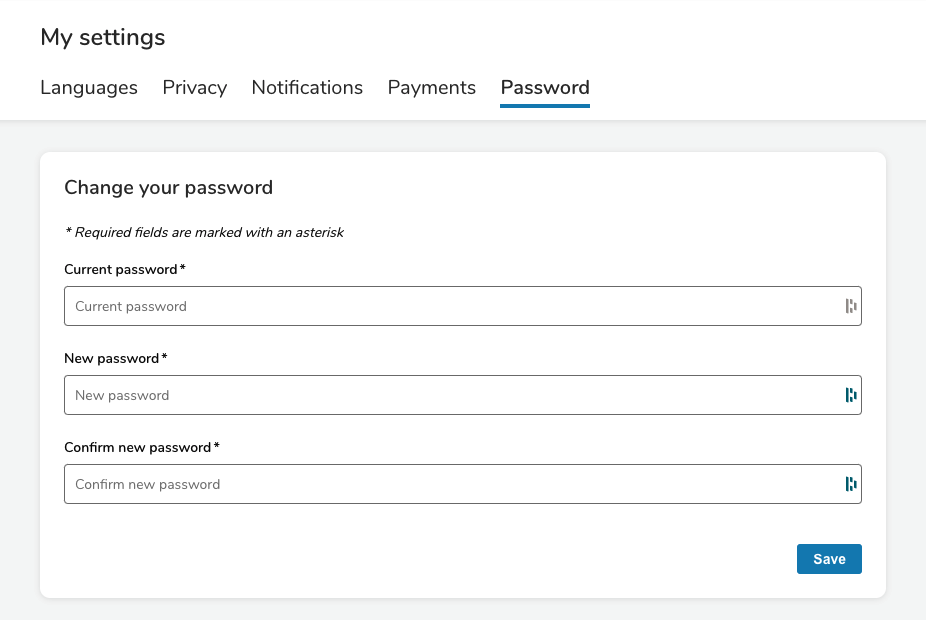 My settings
Languages Privacy Notifications Payments Password
Change your password
* Required fields are marked with an asterisk
Current password*
Current password
New password*
New password
Confirm new password*
Confirm new password
Save